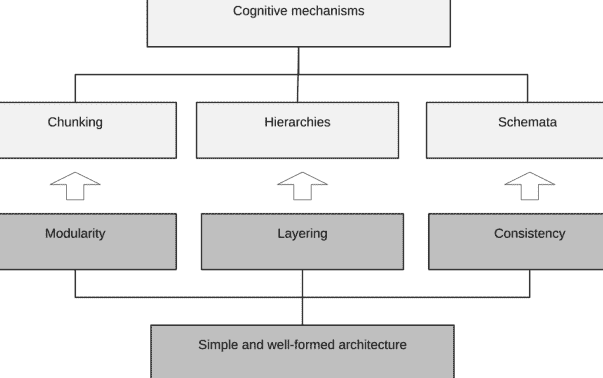 Cognitive mechanisms
Chunking
Hierarchies
Schemata
Modularity
Layering
Consistency
Simple and well-formed architecture